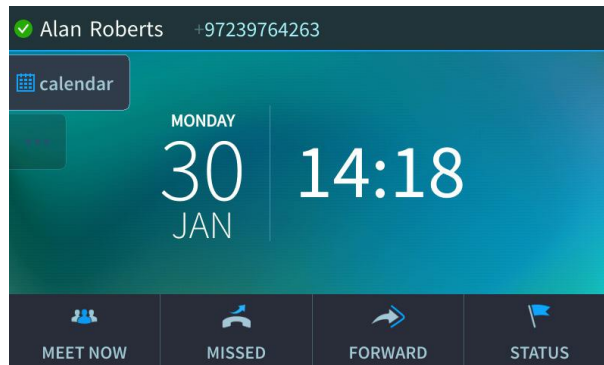 Alan Roberts +97239764263
calendar
MONDAY
30
JAN
14:18
MEET NOW MISSED FORWARD STATUS